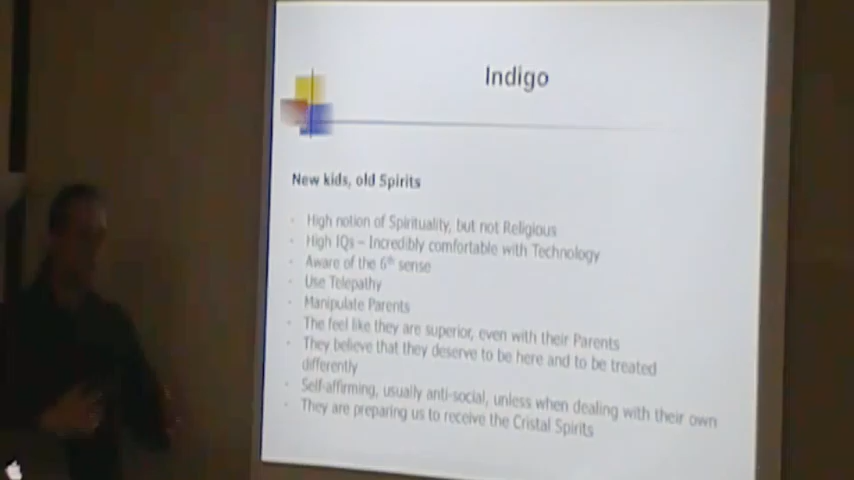 Indigo
New kids, old Spirits
- High notion of Spirituality, but not Religious
- High IQs – Incredibly comfortable with Technology
- Aware of the 6th sense
- Use Telepathy
- Manipulate Parents
- The feel like they are superior, even with their Parents
- They believe that they deserve to be here and to be treated
differently
- Self-affirming, usually anti-social, unless when dealing with their own
- They are preparing us to receive the Cristal Spirits